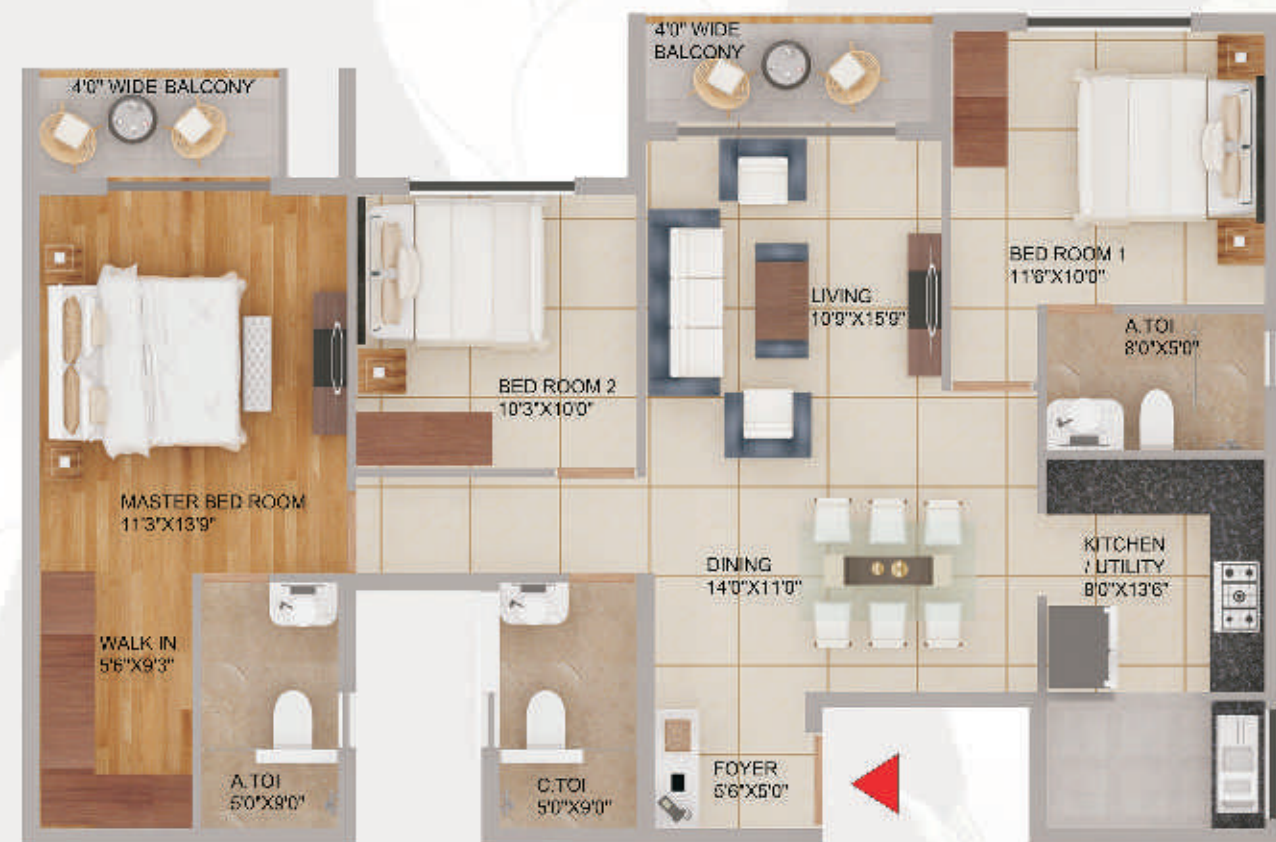 4'0" WIDE
BALCONY
4'0" WIDE BALCONY
BED ROOM 1
11'6"X10'0"
LIVING
10'9"X15'9"
A.TOI
8'0"X5'0"
BED ROOM 2
10'3"X10'0"
MASTER BED ROOM
11'3"X13'9"
KITCHEN
/ UTILITY
8'0"X13'6"
DINING
14'0"X11'0"
WALK IN
5'6"X9'3"
A.TOI
5'0"X9'0"
C.TOI
5'0"X9'0"
FOYER
5'6"X5'0"